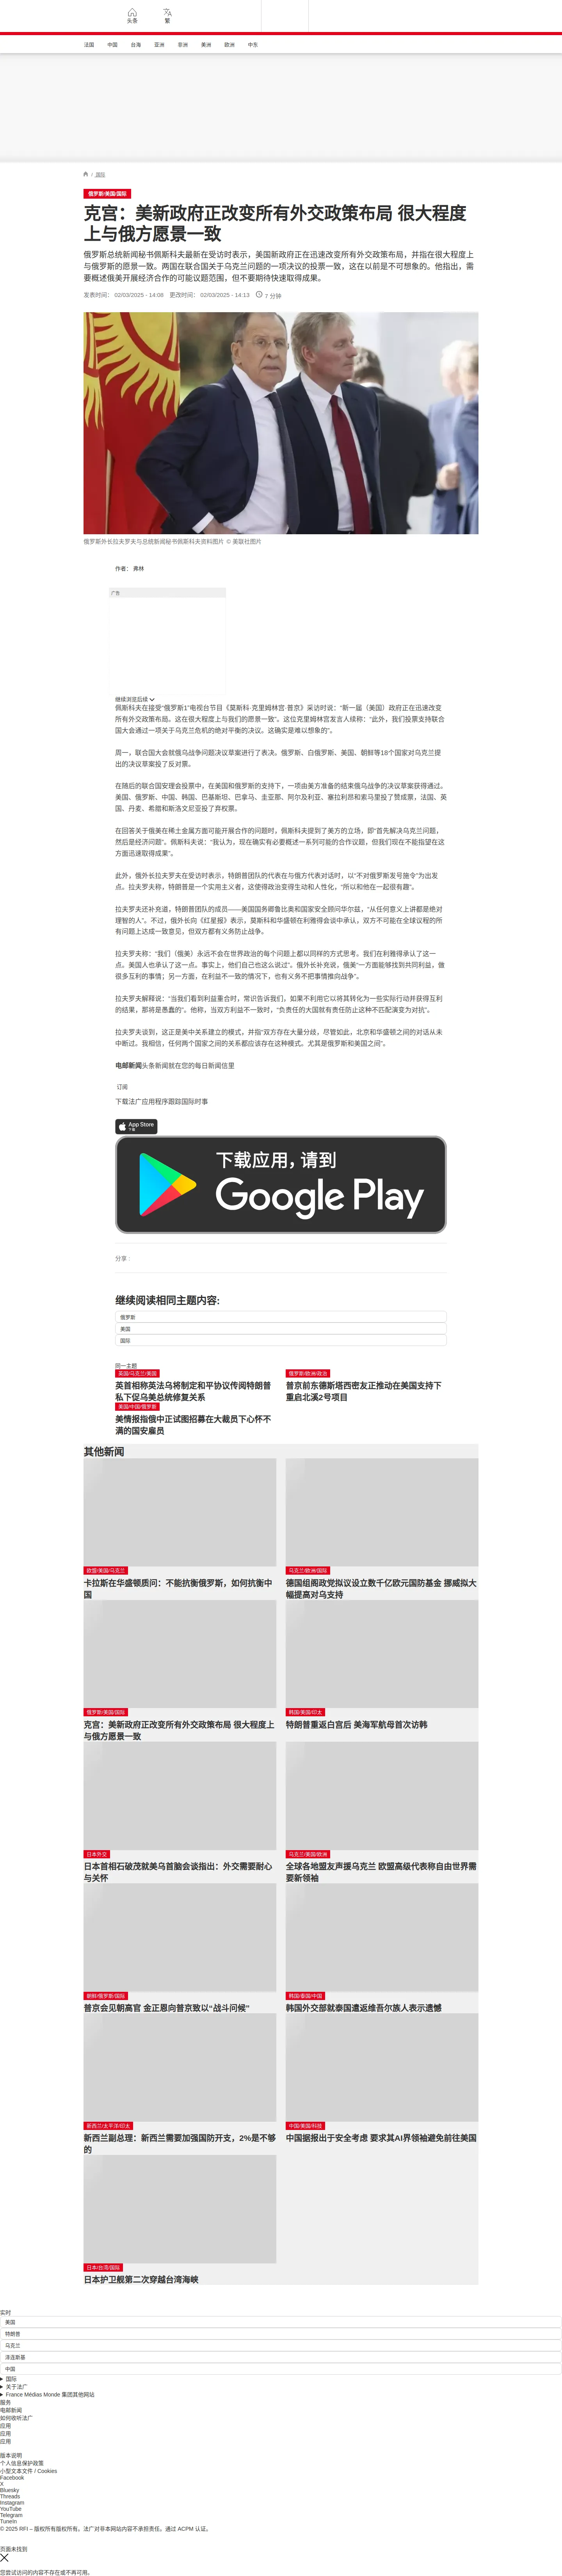 头条
繁
法国
中国
台海
亚洲
非洲
美洲
欧洲
中东
/ 国际
俄罗斯/美国/国际
克宫：美新政府正改变所有外交政策布局 很大程度
上与俄方愿景一致
俄罗斯总统新闻秘书佩斯科夫最新在受访时表示，美国新政府正在迅速改变所有外交政策布局，并指在很大程度上
与俄罗斯的愿景一致。两国在联合国关于乌克兰问题的一项决议的投票一致，这在以前是不可想象的。他指出，需
要概述俄美开展经济合作的可能议题范围，但不要期待快速取得成果。
发表时间： 02/03/2025 - 14:06 更改时间： 02/03/2025 - 14:13 7 分钟
俄罗斯外长拉夫罗夫与总统新闻秘书佩斯科夫资料图片 © 美联社图片
作者： 弗林
广告
继续浏览后续
佩斯科夫在接受“俄罗斯1”电视台节目《莫斯科·克里姆林宫·普京》采访时说：“新一届（美国）政府正在迅速改变
所有外交政策布局。这在很大程度上与我们的愿景一致”。这位克里姆林宫发言人续称：“此外，我们投票支持联合
国大会通过一项关于乌克兰危机的绝对平衡的决议。这确实是难以想象的”。
周一，联合国大会就俄乌战争问题决议草案进行了表决。俄罗斯、白俄罗斯、美国、朝鲜等18个国家对乌克兰提
出的决议草案投了反对票。
在随后的联合国安理会投票中，在美国和俄罗斯的支持下，一项由美方准备的结束俄乌战争的决议草案获得通过。
美国、俄罗斯、中国、韩国、巴基斯坦、巴拿马、圭亚那、阿尔及利亚、塞拉利昂和索马里投了赞成票，法国、英
国、丹麦、希腊和斯洛文尼亚投了弃权票。
在回答关于俄美在稀土金属方面可能开展合作的问题时，佩斯科夫提到了美方的立场，即“首先解决乌克兰问题，
然后是经济问题”。佩斯科夫说：“我认为，现在确实有必要概述一系列可能的合作议题，但我们现在不能指望在这
方面迅速取得成果”。
此外，俄外长拉夫罗夫在受访时表示，特朗普团队的代表在与俄方代表对话时，以“不对俄罗斯发号施令”为出发
点。拉夫罗夫称，特朗普是一个实用主义者，这使得政治变得生动和人性化，“所以和他在一起很有趣”。
拉夫罗夫还补充道，特朗普团队的成员——美国国务卿鲁比奥和国家安全顾问华尔兹，“从任何意义上讲都是绝对
理智的人”。不过，俄外长向《红星报》表示，莫斯科和华盛顿在利雅得会谈中承认，双方不可能在全球议程的所
有问题上达成一致意见，但双方都有义务防止战争。
拉夫罗夫称：“我们（俄美）永远不会在世界政治的每个问题上都以同样的方式思考。我们在利雅得承认了这一
点。美国人也承认了这一点。事实上，他们自己也这么说过”。俄外长补充说，俄美“一方面能够找到共同利益，做
很多互利的事情；另一方面，在利益不一致的情况下，也有义务不把事情推向战争”。
拉夫罗夫解释说：“当我们看到利益重合时，常识告诉我们，如果不利用它以将其转化为一些实际行动并获得互利
的结果，那将是愚蠢的”。他称，当双方利益不一致时，“负责任的大国就有责任防止这种不匹配演变为对抗”。
拉夫罗夫谈到，这正是美中关系建立的模式，并指“双方存在大量分歧，尽管如此，北京和华盛顿之间的对话从未
中断过。我相信，任何两个国家之间的关系都应该存在这种模式。尤其是俄罗斯和美国之间”。
电邮新闻头条新闻就在您的每日新闻信里
订阅
下载法广应用程序跟踪国际时事
App Store
下载
下载应用，请到
Google Play
分享 :
继续阅读相同主题内容:
俄罗斯
美国
国际
同一主题
英国/乌克兰/美国
英首相称英法乌将制定和平协议传阅特朗普
私下促乌美总统修复关系
俄罗斯/欧洲/政治
普京前东德斯塔西密友正推动在美国支持下
重启北溪2号项目
美国/中国/俄罗斯
美情报指俄中正试图招募在大裁员下心怀不
满的国安雇员
其他新闻
欧盟/美国/乌克兰
卡拉斯在华盛顿质问：不能抗衡俄罗斯，如何抗衡中
国
乌克兰/欧洲/国际
德国组阁政党拟议设立数千亿欧元国防基金 挪威拟大
幅提高对乌支持
俄罗斯/美国/国际
克宫：美新政府正改变所有外交政策布局 很大程度上
与俄方愿景一致
韩国/美国/印太
特朗普重返白宫后 美海军航母首次访韩
日本外交
日本首相石破茂就美乌首脑会谈指出：外交需要耐心
与关怀
乌克兰/美国/欧洲
全球各地盟友声援乌克兰 欧盟高级代表称自由世界需
要新领袖
朝鲜/俄罗斯/国际
普京会见朝高官 金正恩向普京致以“战斗问候”
韩国/泰国/中国
韩国外交部就泰国遣返维吾尔族人表示遗憾
新西兰/太平洋/印太
新西兰副总理：新西兰需要加强国防开支，2%是不够
的
中国/美国/科技
中国据报出于安全考虑 要求其AI界领袖避免前往美国
日本/台湾/国际
日本护卫舰第二次穿越台湾海峡
实时
美国
特朗普
乌克兰
泽连斯基
中国
国际
关于法广
France Médias Monde 集团其他网站
服务
电邮新闻
如何收听法广
应用
应用
应用
版本说明
个人信息保护政策
小型文本文件 / Cookies
Facebook
X
Bluesky
Threads
Instagram
YouTube
Telegram
TuneIn
© 2025 RFI – 版权所有版权所有。法广对非本网站内容不承担责任。通过 ACPM 认证。
页面未找到
您尝试访问的内容不存在或不再可用。